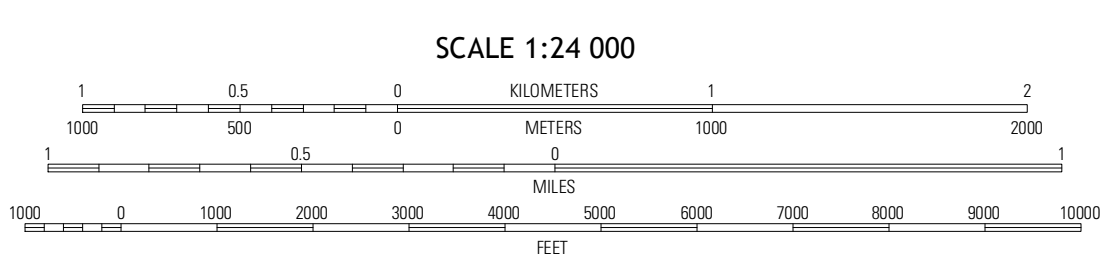 SCALE 1:24 000
1 0.5 0 KILOMETERS 1 2
1000 500 0 METERS 1000 2000
1 0.5 0 1
MILES
1000 0 1000 2000 3000 4000 5000 6000 7000 8000 9000 10000
FEET